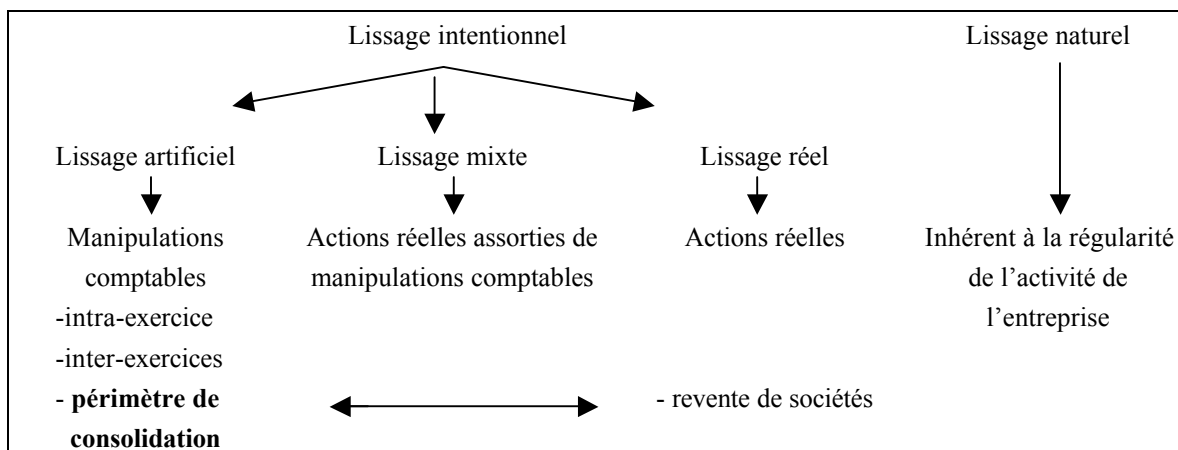 Lissage intentionnel
Lissage naturel
Lissage artificiel
Lissage mixte
Lissage réel
Manipulations
comptables
-intra-exercice
-inter-exercices
- périmètre de
consolidation
Actions réelles assorties de
manipulations comptables
Actions réelles
- revente de sociétés
Inhérent à la régularité
de l’activité de
l’entreprise